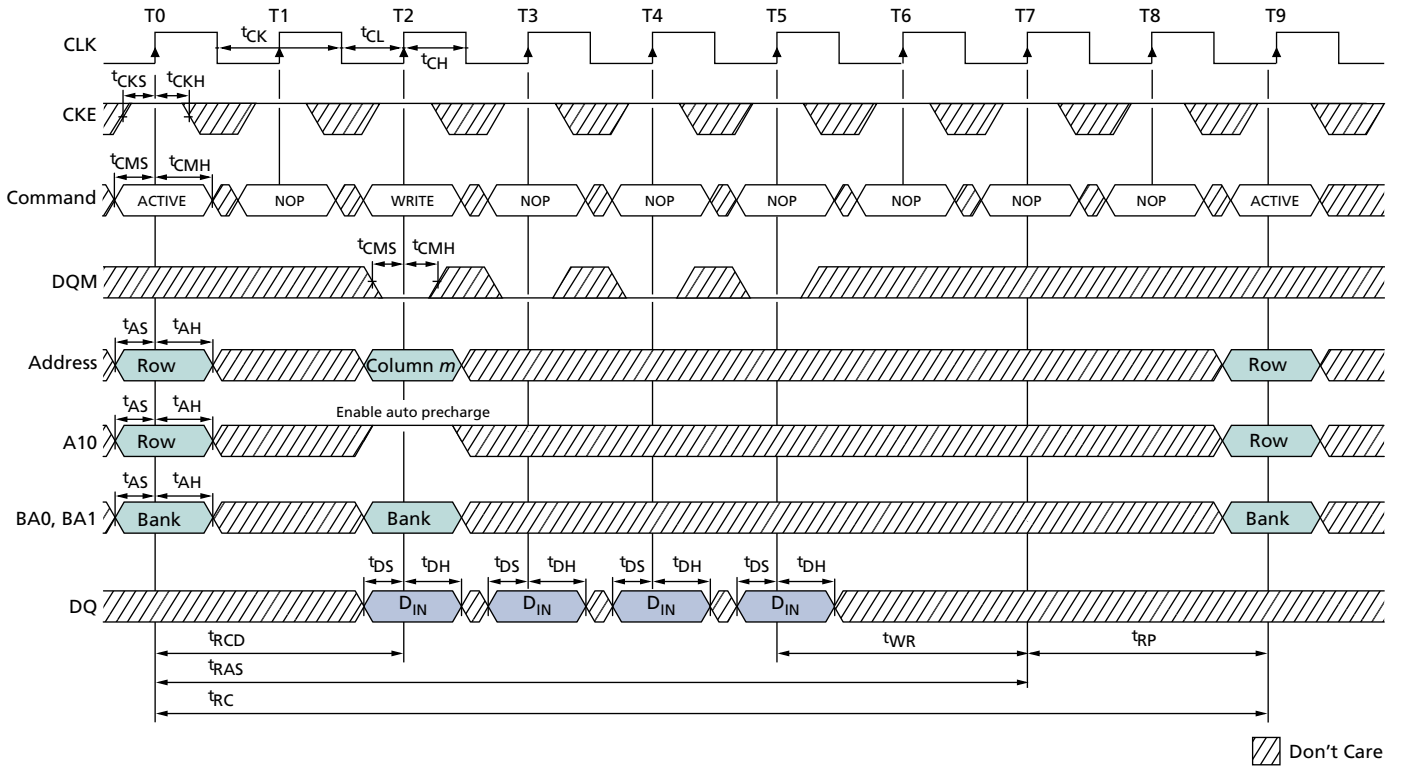 T0 T1 T2 T3 T4 T5 T6 T7 T8 T9
CLK tCK tCL tCH
tCKS tCKH
CKE
tCMS tCMH
Command ACTIVE NOP WRITE NOP NOP NOP NOP NOP NOP ACTIVE
tCMS tCMH
DQM
tAS tAH
Address Row Column m Row
tAS tAH Enable auto precharge
A10 Row Row
tAS tAH
BA0, BA1 Bank Bank Bank
tDS tDH tDS tDH tDS tDH tDS tDH
DQ DIN DIN DIN DIN
tRCD tWR tRP
tRAS
tRC
Don't Care